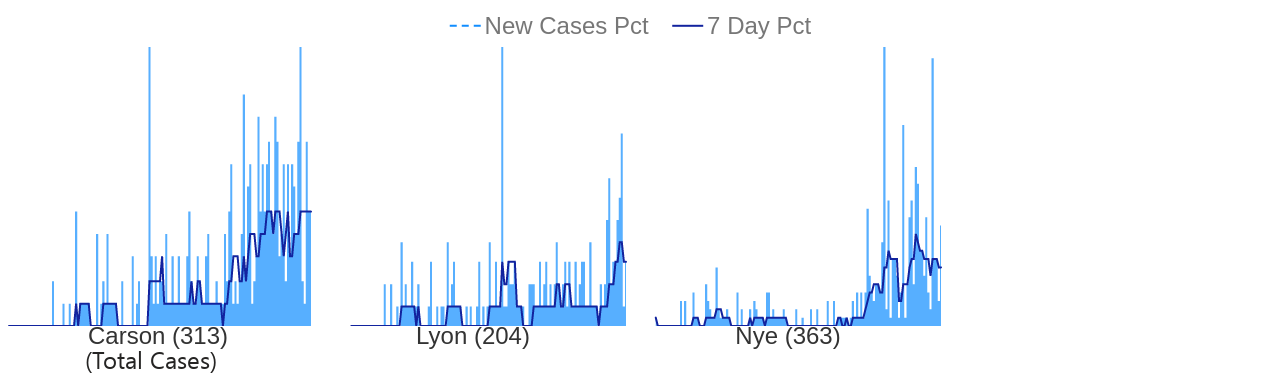 New Cases Pct 7 Day Pct
Carson (313) Lyon (204) Nye (363)
(Total Cases)